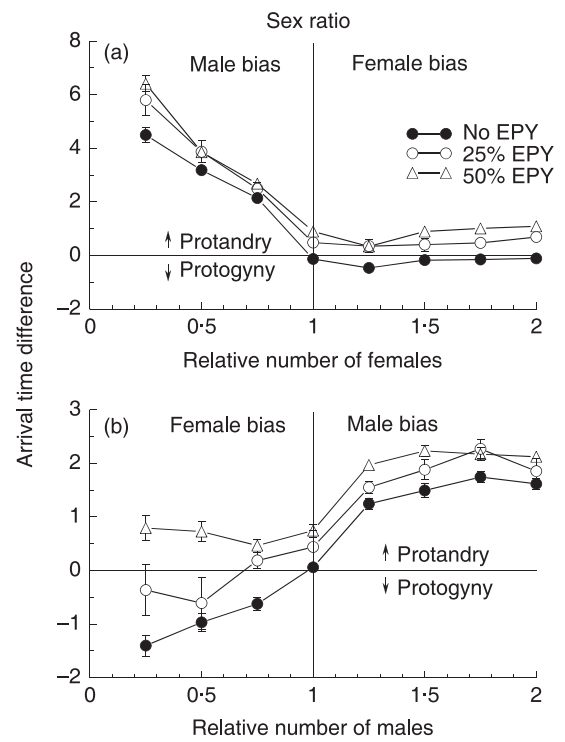 Sex ratio
(a)
Male bias
Female bias
No EPY
25% EPY
50% EPY
Protandry
Protogyny
8
6
4
2
0
−2
0
0·5
1
1·5
2
Relative number of females
Arrival time difference
(b)
Female bias
Male bias
Protandry
Protogyny
3
2
1
0
−1
−2
0
0·5
1
1·5
2
Relative number of males